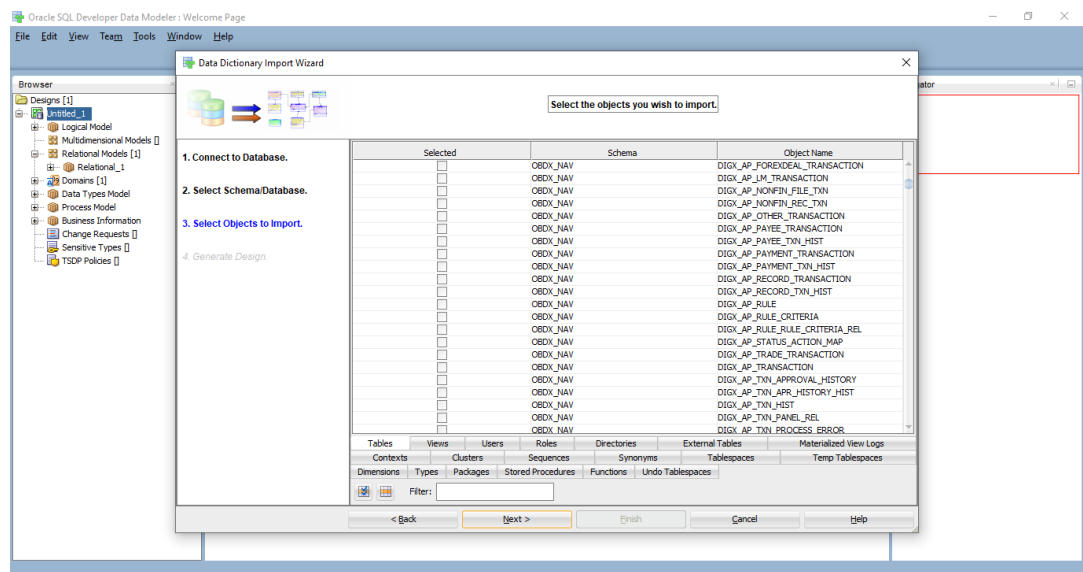 Oracle SQL Developer Data Modeler : Welcome Page
File Edit View Team Tools Window Help
Data Dictionary Import Wizard
Browser
Designs [1]
Untitled_1
Logical Model
Multidimensional Models []
Relational Models [1]
Relational_1
Domains [1]
Data Types Model
Process Model
Business Information
Change Requests []
Sensitive Types []
TSDP Policies []
Select the objects you wish to import.
1. Connect to Database.
2. Select Schema/Database.
3. Select Objects to Import.
4. Generate Design.
Selected Schema Object Name
OBDX_NAV DIGX_AP_FOREXDEAL_TRANSACTION
OBDX_NAV DIGX_AP_LM_TRANSACTION
OBDX_NAV DIGX_AP_NONFIN_FILE_TXN
OBDX_NAV DIGX_AP_NONFIN_REC_TXN
OBDX_NAV DIGX_AP_OTHER_TRANSACTION
OBDX_NAV DIGX_AP_PAYEE_TRANSACTION
OBDX_NAV DIGX_AP_PAYEE_TXN_HIST
OBDX_NAV DIGX_AP_PAYMENT_TRANSACTION
OBDX_NAV DIGX_AP_PAYMENT_TXN_HIST
OBDX_NAV DIGX_AP_RECORD_TRANSACTION
OBDX_NAV DIGX_AP_RECORD_TXN_HIST
OBDX_NAV DIGX_AP_RULE
OBDX_NAV DIGX_AP_RULE_CRITERIA
OBDX_NAV DIGX_AP_RULE_RULE_CRITERIA_REL
OBDX_NAV DIGX_AP_STATUS_ACTION_MAP
OBDX_NAV DIGX_AP_TRADE_TRANSACTION
OBDX_NAV DIGX_AP_TRANSACTION
OBDX_NAV DIGX_AP_TXN_APPROVAL_HISTORY
OBDX_NAV DIGX_AP_TXN_APR_HISTORY_HIST
OBDX_NAV DIGX_AP_TXN_HIST
OBDX_NAV DIGX_AP_TXN_PANEL_REL
OBDX_NAV DIGX_AP_TXN_PROCESS_ERROR
Tables Views Users Roles Directories External Tables Materialized View Logs
Contexts Clusters Sequences Synonyms Tablespaces Temp Tablespaces
Dimensions Types Packages Stored Procedures Functions Undo Tablespaces
Filter:
< Back Next > Finish Cancel Help